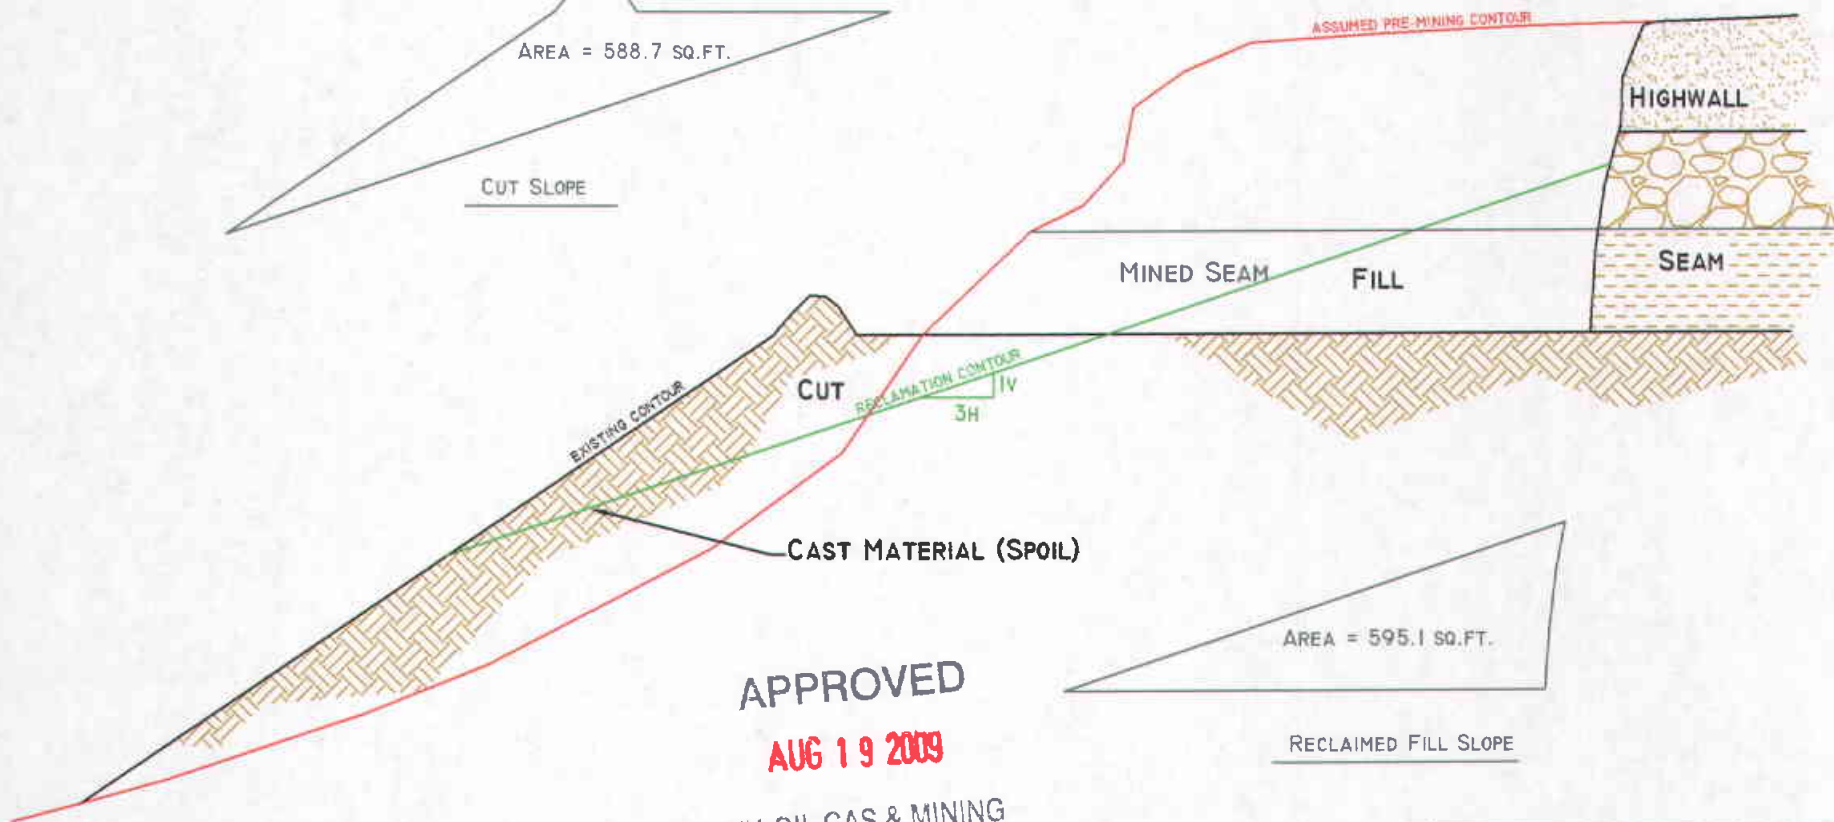 ASSUMED PRE-MINING CONTOUR
AREA = 588.7 SQ.FT.
HIGHWALL
CUT SLOPE
SEAM
MINED SEAM
FILL
EXISTING CONTOUR
CUT
RECLAMATION CONTOUR
1V
3H
CAST MATERIAL (SPOIL)
AREA = 595.1 SQ.FT.
APPROVED
AUG 19 2009
RECLAIMED FILL SLOPE
OIL GAS & MINING